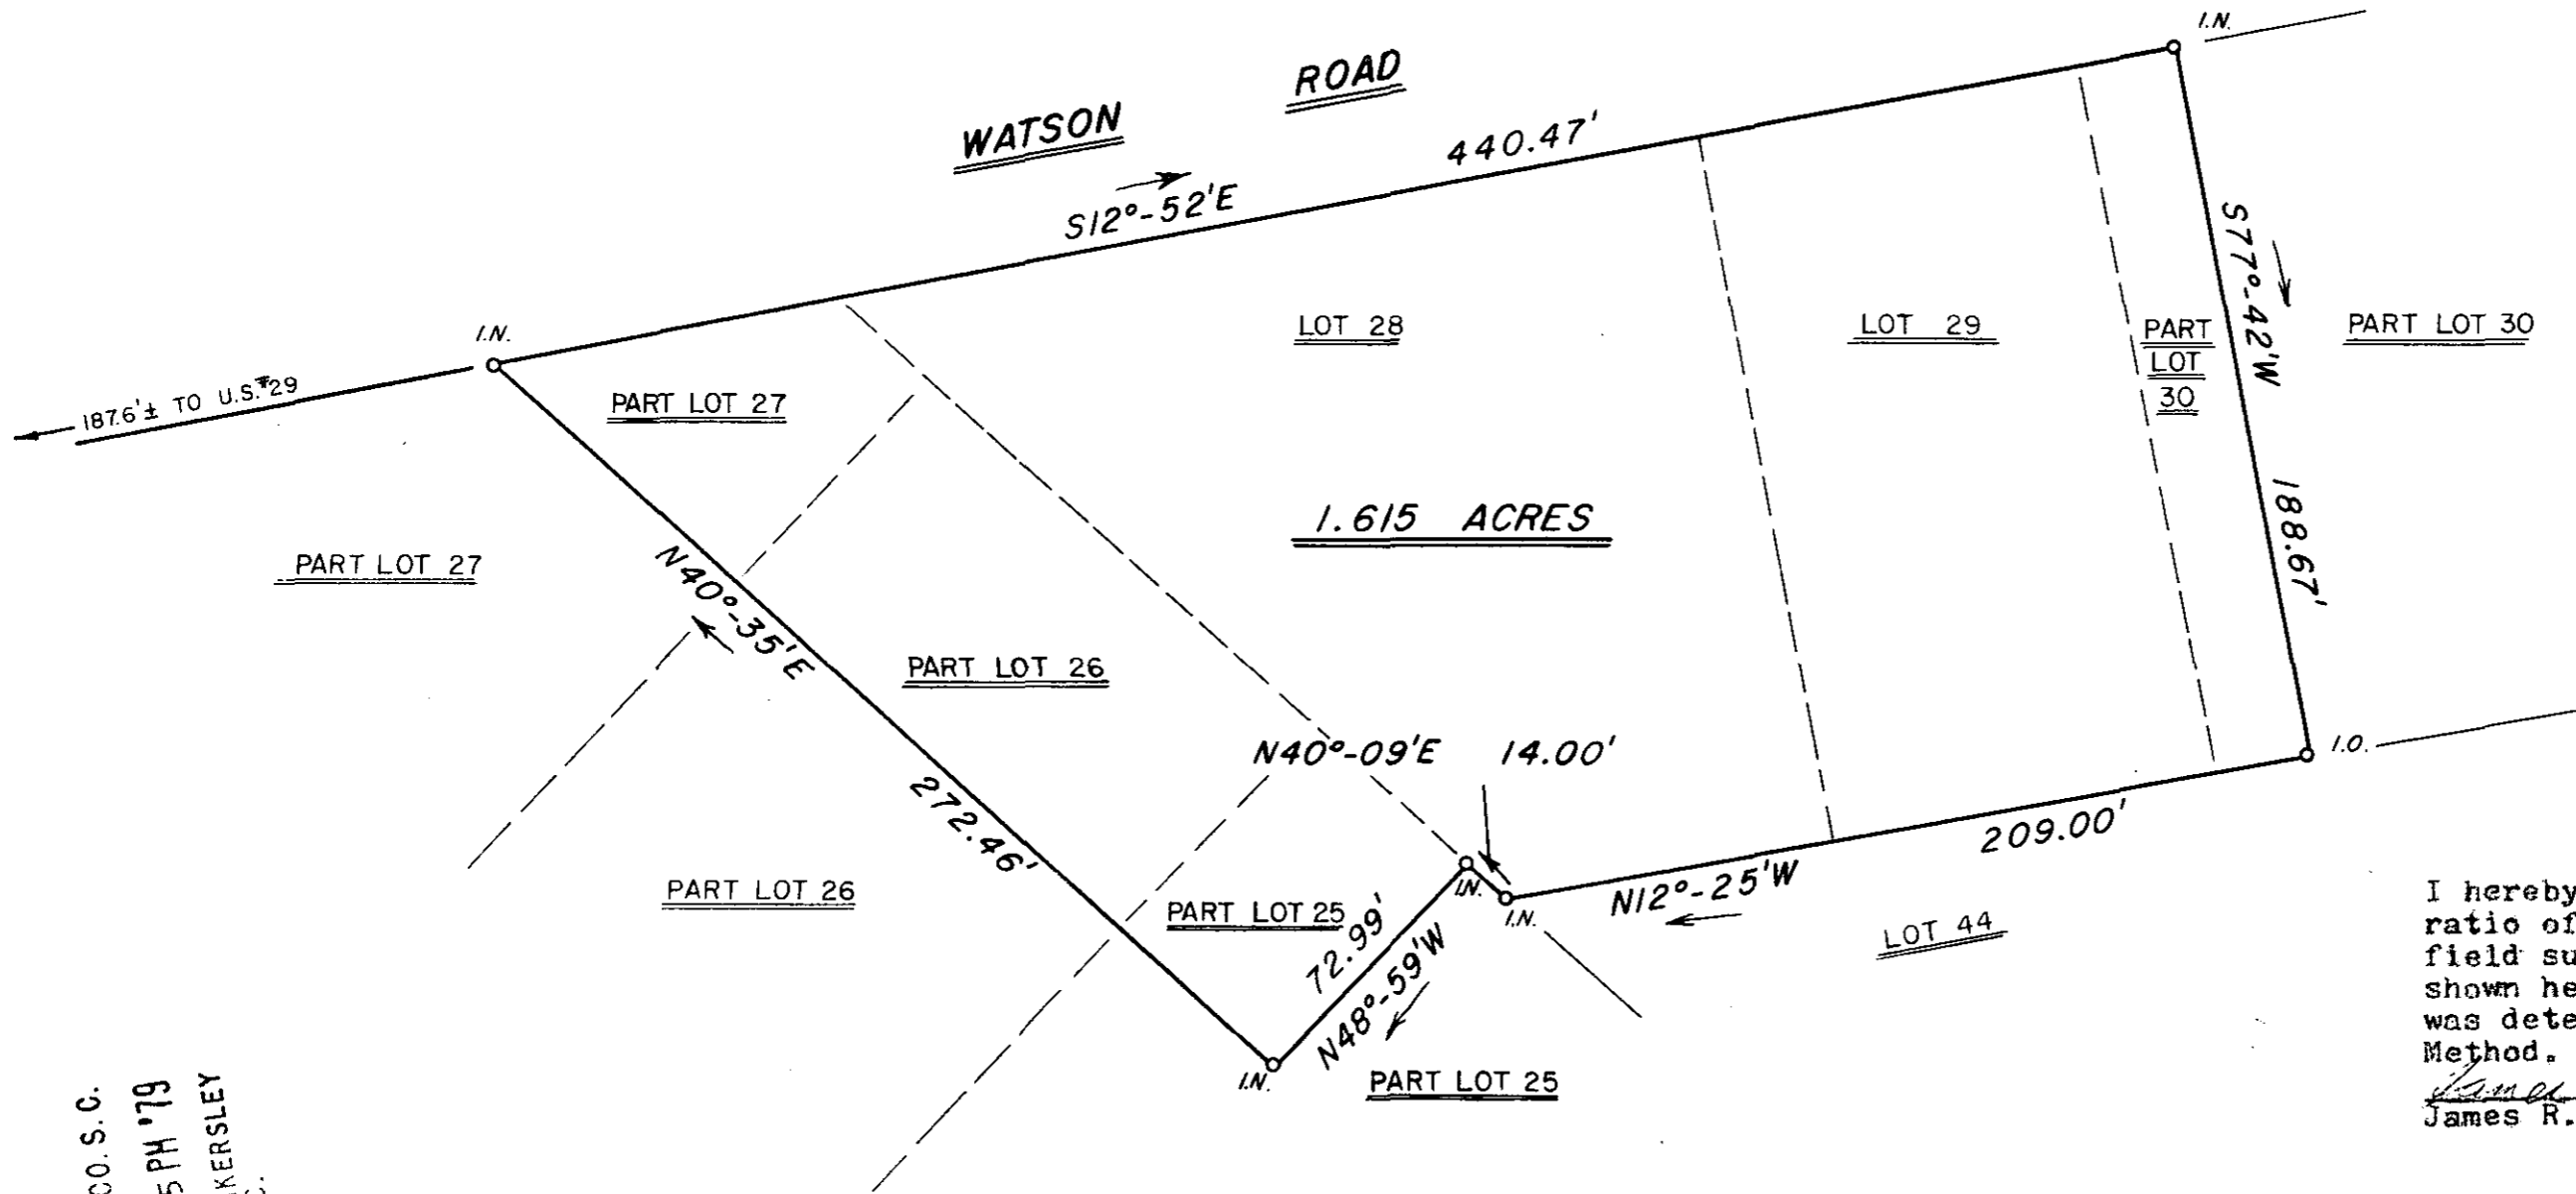 I.N.
WATSON ROAD
440.47'
S12°-52'E
I.N.
187.6'± TO U.S.#29
LOT 28
LOT 29
PART
LOT
30
PART LOT 30
S77°-42'W
188.67'
PART LOT 27
PART LOT 27
1.615 ACRES
N40°-35'E
272.46'
PART LOT 26
N40°-09'E 14.00'
I.O.
209.00'
N12°-25'W
PART LOT 26
PART LOT 25
I.N.
I.N.
72.99'
N48°-59'W
LOT 44
I.N.
PART LOT 25
I hereby
ratio of
field su
shown he
was dete
Method.
James
James R.
CO. S. C.
5 PM '79
KERSLEY
C.